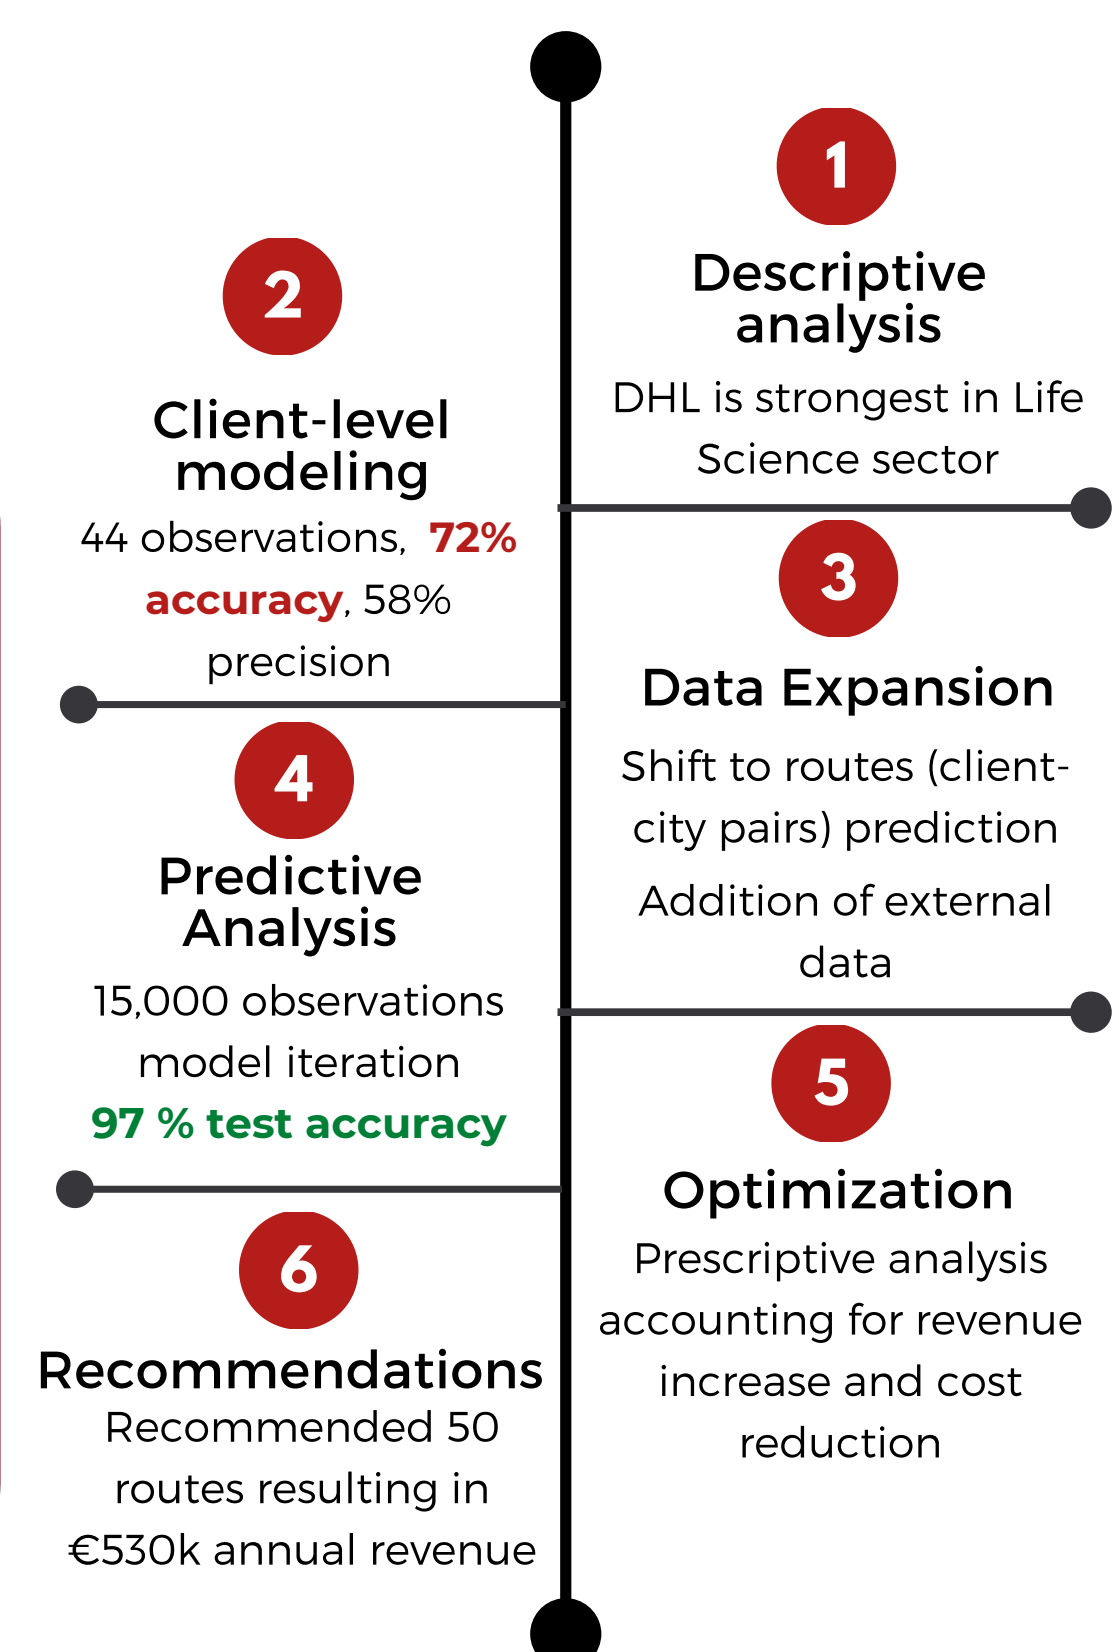 1
Descriptive
analysis
DHL is strongest in Life
Science sector
2
Client-level
modeling
44 observations, 72%
accuracy, 58%
precision
3
Data Expansion
Shift to routes (client-
city pairs) prediction
Addition of external
data
4
Predictive
Analysis
15,000 observations
model iteration
97 % test accuracy
5
Optimization
Prescriptive analysis
accounting for revenue
increase and cost
reduction
6
Recommendations
Recommended 50
routes resulting in
€530k annual revenue